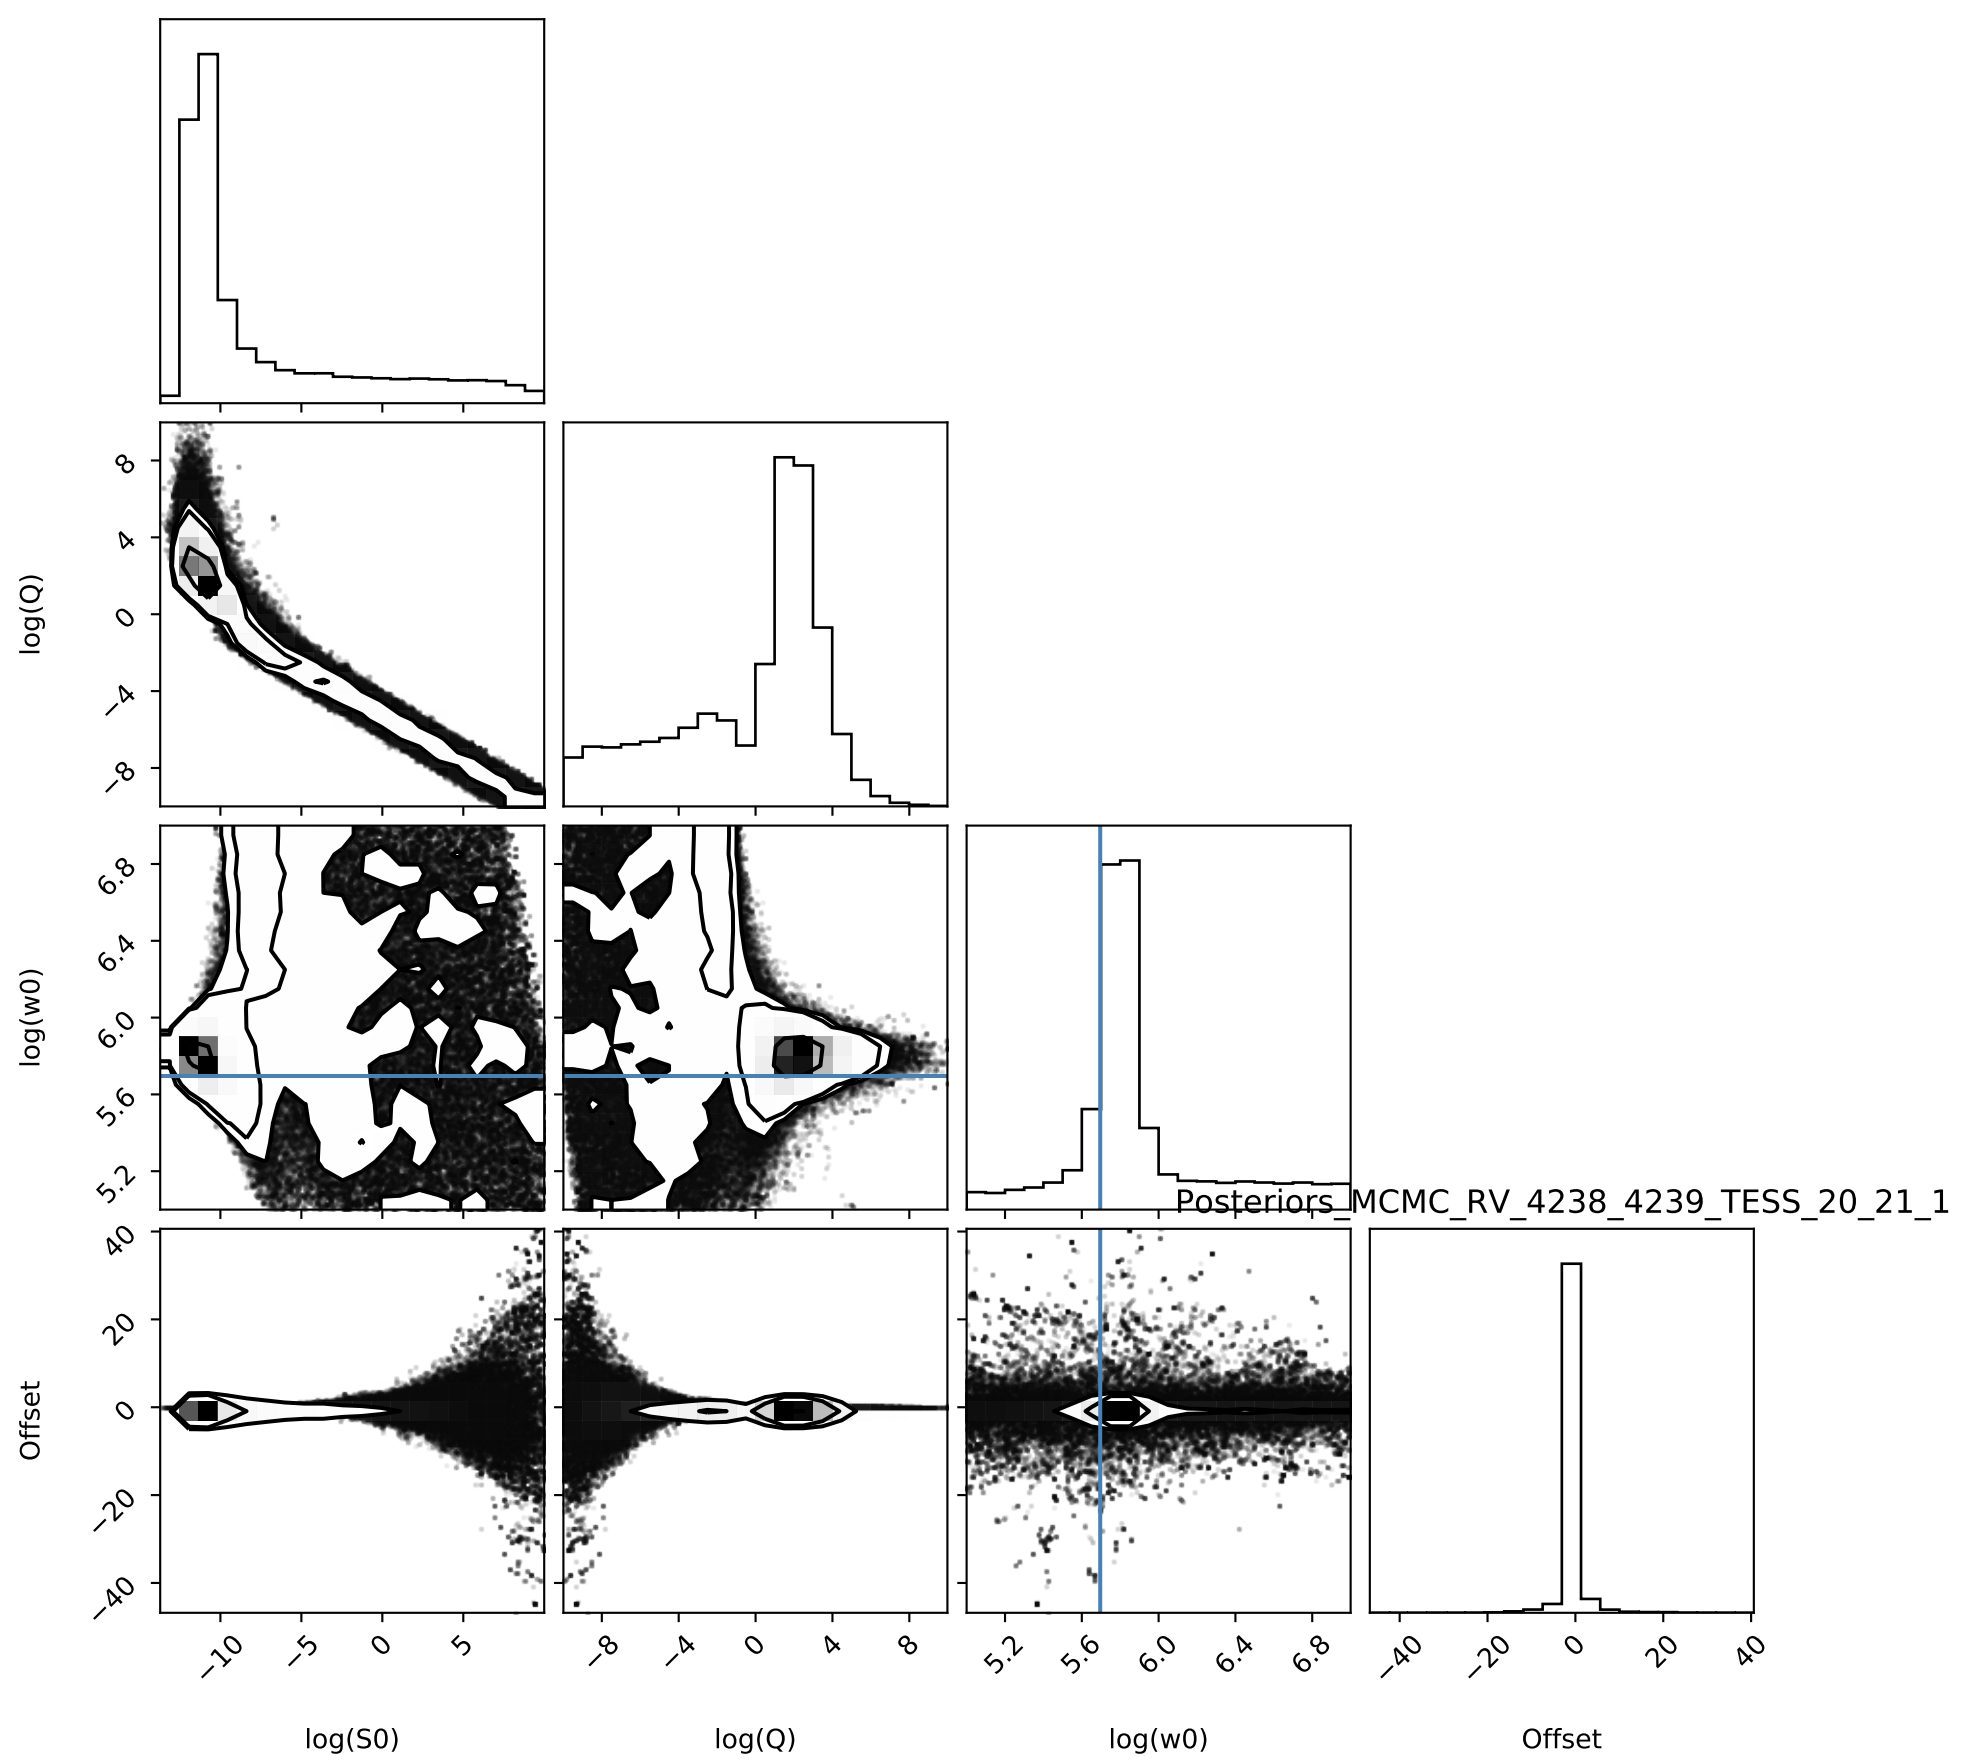 8
4
0
−4
−8
log(Q)
6.8
6.4
6.0
5.6
5.2
log(w0)
Posteriors_MCMC_RV_4238_4239_TESS_20_21_1
40
20
0
−20
−40
Offset
−10 −5 0 5
−8 −4 0 4 8
5.2 5.6 6.0 6.4 6.8
−40 −20 0 20 40
log(S0) log(Q) log(w0) Offset